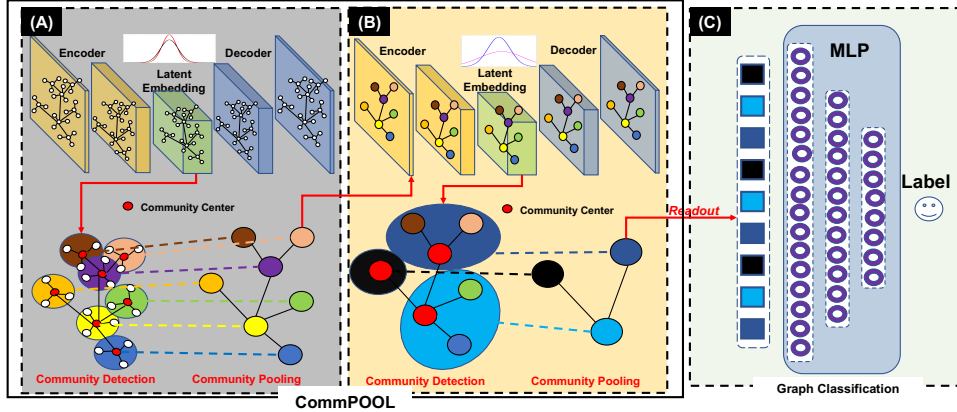 (A)
Encoder
Decoder
Latent
Embedding
Community Center
Community Detection
Community Pooling
(B)
Encoder
Decoder
Latent
Embedding
Community Center
Community Detection
Community Pooling
CommPOOL
Readout
(C)
MLP
Label
Graph Classification